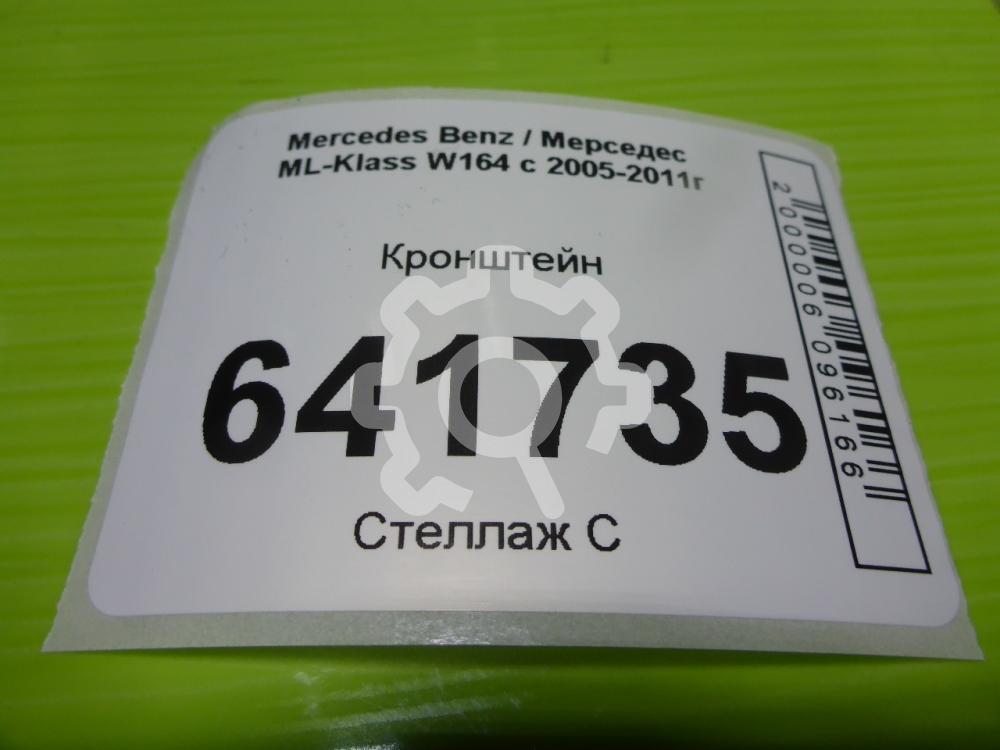 Mercedes Benz / Мерседес
ML-Klass W164 с 2005-2011г
Кронштейн
641735
Стеллаж С
2000006096166